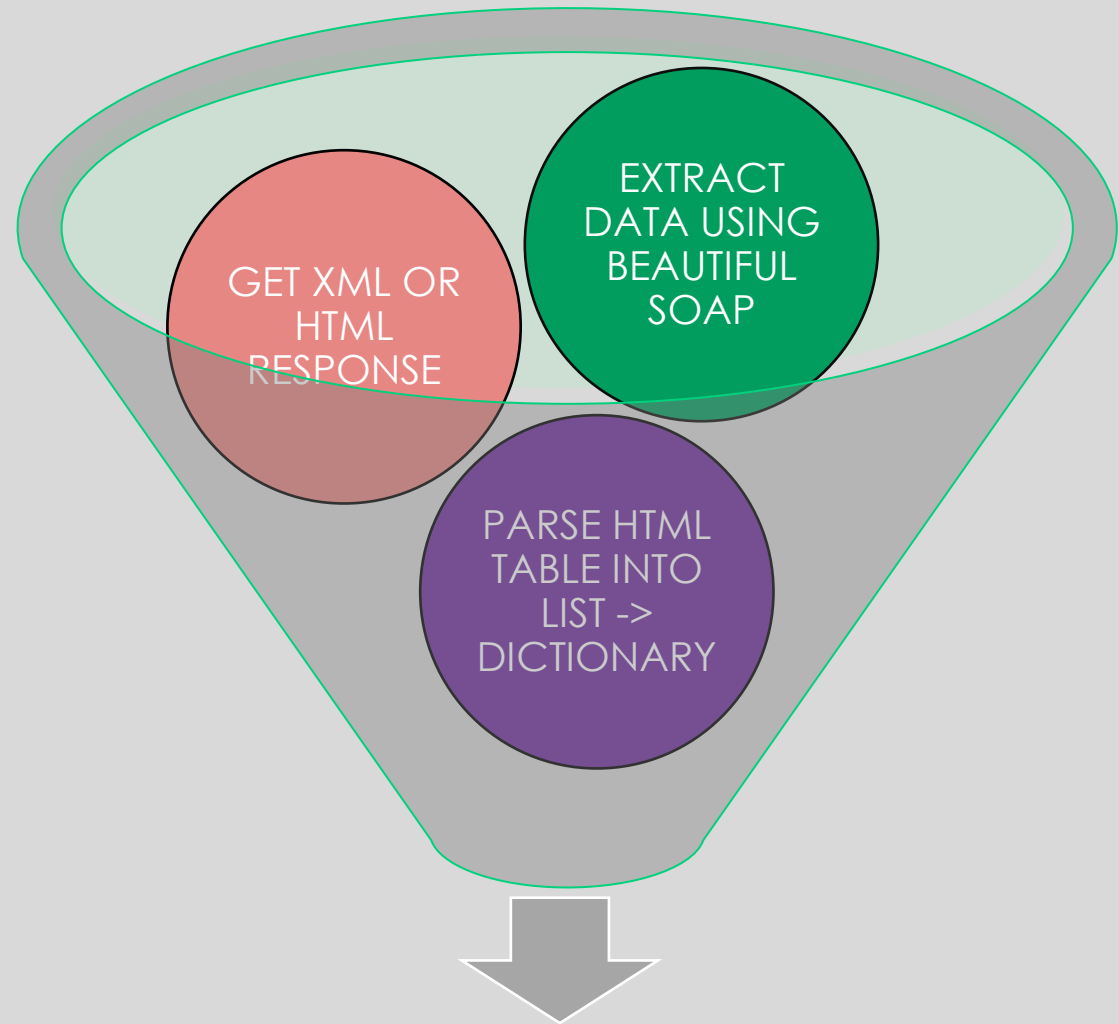 GET XML OR
HTML
RESPONSE
EXTRACT
DATA USING
BEAUTIFUL
SOAP
PARSE HTML
TABLE INTO
LIST ->
DICTIONARY